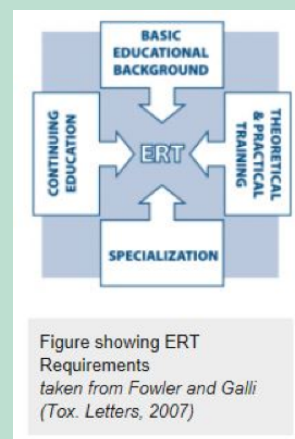 BASIC
EDUCATIONAL
BACKGROUND
CONTINUING
EDUCATION
ERT
THEORETICAL
& PRACTICAL
TRAINING
SPECIALIZATION
Figure showing ERT
Requirements
taken from Fowler and Galli
(Tox. Letters, 2007)